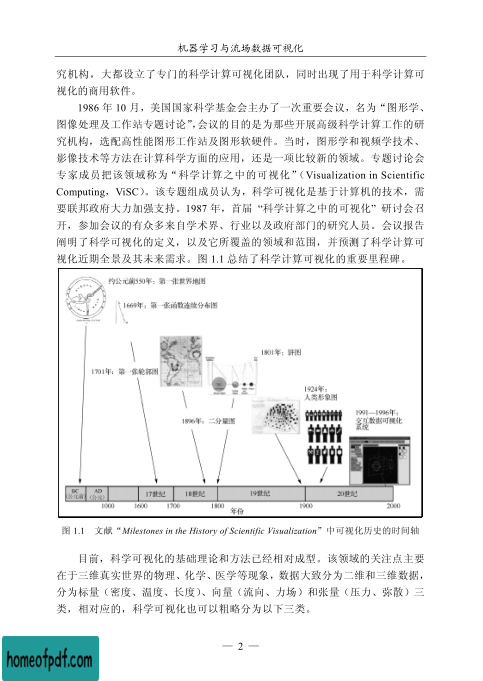 机器学习与流场数据可视化
究机构。大都设立了专门的科学计算可视化团队，同时出现了用于科学计算可
视化的商用软件。
1986 年 10 月，美国国家科学基金会主办了一次重要会议，名为“图形学、
图像处理及工作站专题讨论”，会议的目的是为那些开展高级科学计算工作的研
究机构，选配高性能图形工作站及图形软硬件。当时，图形学和视频学技术、
影像技术等方法在计算科学方面的应用，还是一项比较新的领域。专题讨论会
专家成员把该领域称为“科学计算之中的可视化”（Visualization in Scientific
Computing，ViSC）。该专题组成员认为，科学可视化是基于计算机的技术，需
要联邦政府大力加强支持。1987 年，首届“科学计算之中的可视化”研讨会召
开，参加会议的有众多来自学术界、行业以及政府部门的研究人员。会议报告
阐明了科学可视化的定义，以及它所覆盖的领域和范围，并预测了科学计算可
视化近期全景及其未来需求。图 1.1 总结了科学计算可视化的重要里程碑。
约公元前550年：第一张世界地图
1669年：第一张函数连续分布图
1801年：饼图
1701年：第一张轮廓图
1924年：
人类形象图
1896年：二分量图
1991—1996年：
交互数据可视化
系统
BC
(公元前)
AD
(公元)
17世纪
18世纪
19世纪
20世纪
1000
1600
1700
1800
1900
2000
年份
图 1.1 文献“Milestones in the History of Scientific Visualization”中可视化历史的时间轴
目前，科学可视化的基础理论和方法已经相对成型。该领域的关注点主要
在于三维真实世界的物理、化学、医学等现象，数据大致分为二维和三维数据，
分为标量（密度、温度、长度）、向量（流向、力场）和张量（压力、弥散）三
类，相对应的，科学可视化也可以粗略分为以下三类。
— 2 —
homeofpdf.com